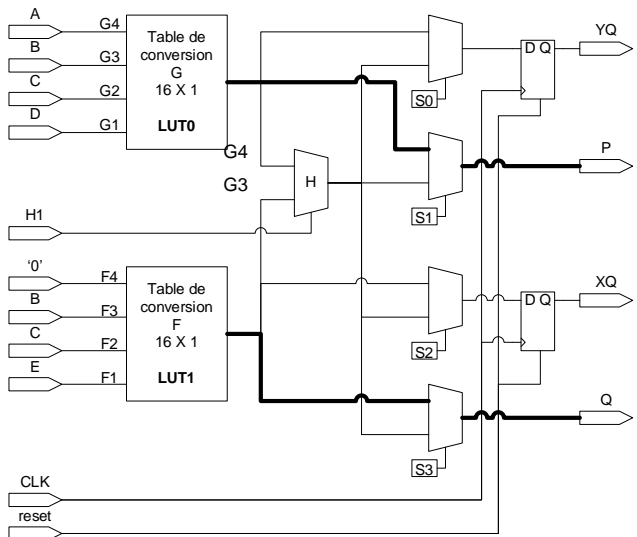 A
G4
B
G3
C
G2
D
G1
Table de
conversion
G
16 X 1
LUT0
G4
G3
H
H1
S0
D Q
YQ
S1
P
'0'
F4
B
F3
C
F2
E
F1
Table de
conversion
F
16 X 1
LUT1
S2
D Q
XQ
S3
Q
CLK
reset